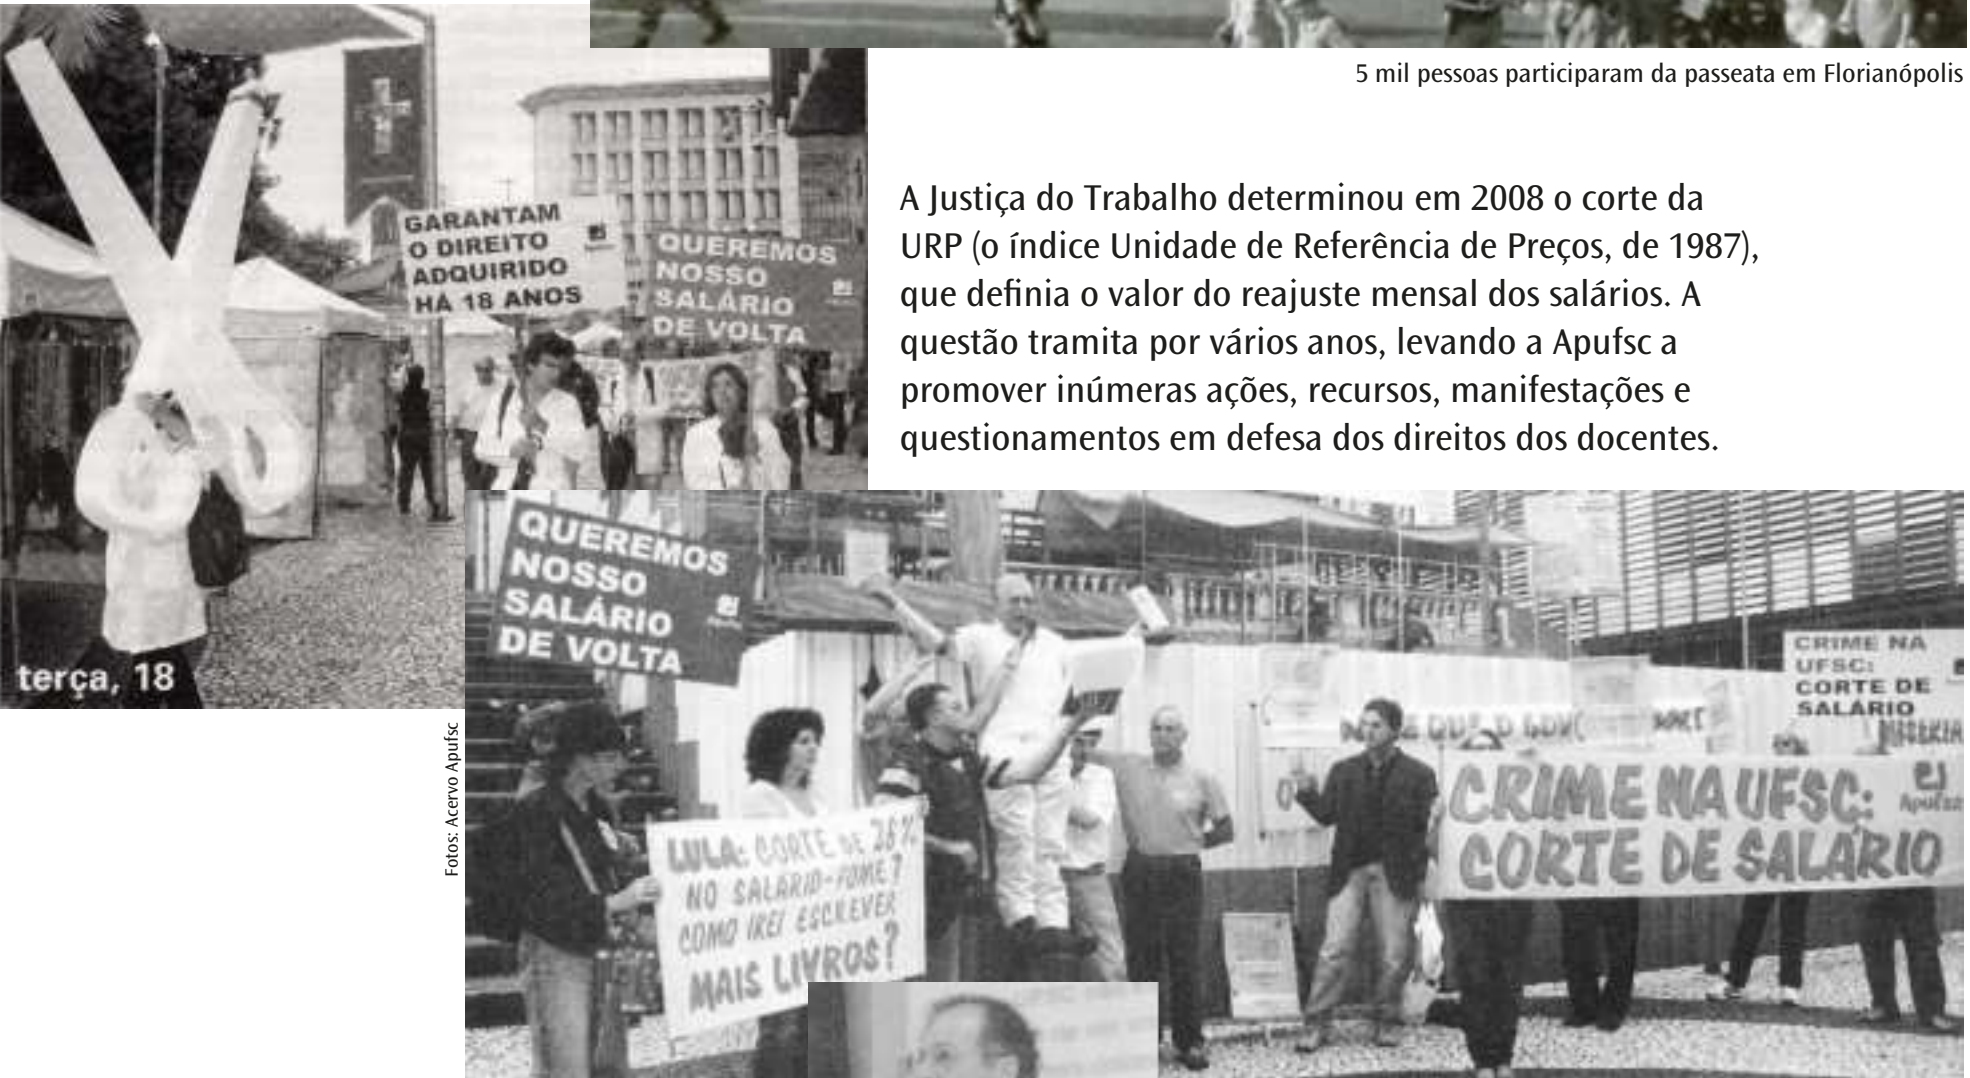 5 mil pessoas participaram da passeata em Florianópolis
A Justiça do Trabalho determinou em 2008 o corte da
URP (o índice Unidade de Referência de Preços, de 1987),
que definia o valor do reajuste mensal dos salários. A
questão tramita por vários anos, levando a Apufsc a
promover inúmeras ações, recursos, manifestações e
questionamentos em defesa dos direitos dos docentes.
GARANTAM
O DIREITO
ADQUIRIDO
HÁ 18 ANOS
QUEREMOS
NOSSO
SALÁRIO
DE VOLTA
terça, 18
Fotos: Acervo Apufsc
QUEREMOS
NOSSO
SALÁRIO
DE VOLTA
CRIME NA
UFSC:
CORTE DE
SALÁRIO
CRIME NA UFSC:
CORTE DE SALÁRIO
Apufsc
LULA: CORTE DE 26%
NO SALÁRIO-FOME?
COMO IREI ESCREVER
MAIS LIVROS?